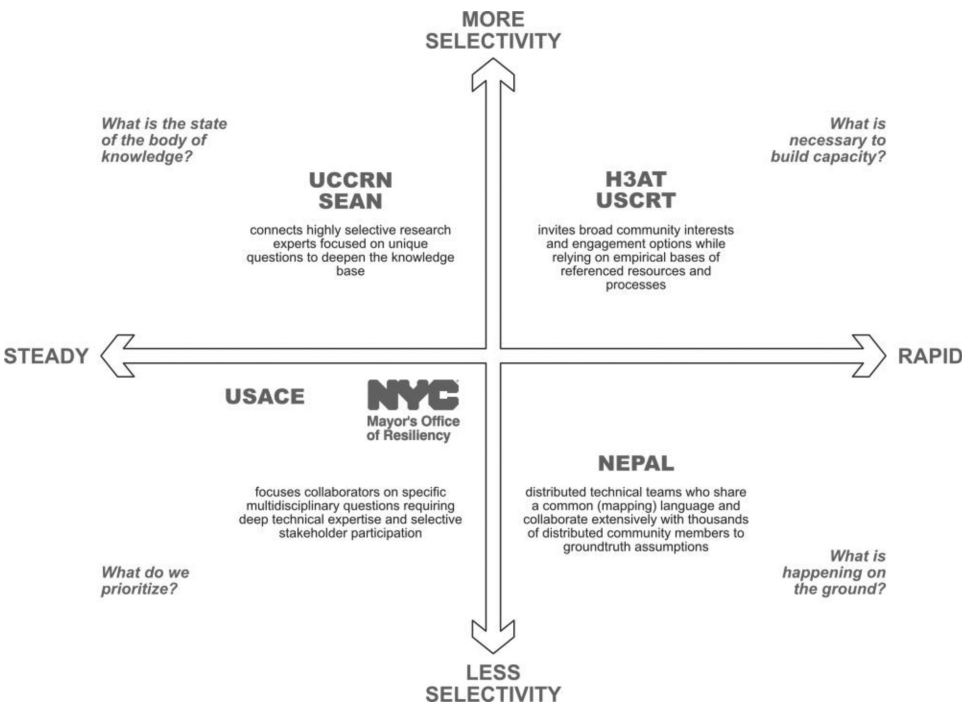 MORE
SELECTIVITY
What is the state
of the body of
knowledge?
What is
necessary to
build capacity?
UCCRN
SEAN
connects highly selective research
experts focused on unique
questions to deepen the knowledge
base
H3AT
USCRT
invites broad community interests
and engagement options while
relying on empirical bases of
referenced resources and
processes
STEADY
RAPID
USACE
NYC
Mayor's Office
of Resiliency
focuses collaborators on specific
multidisciplinary questions requiring
deep technical expertise and selective
stakeholder participation
NEPAL
distributed technical teams who share
a common (mapping) language and
collaborate extensively with thousands
of distributed community members to
groundtruth assumptions
What do we
prioritize?
What is
happening on
the ground?
LESS
SELECTIVITY